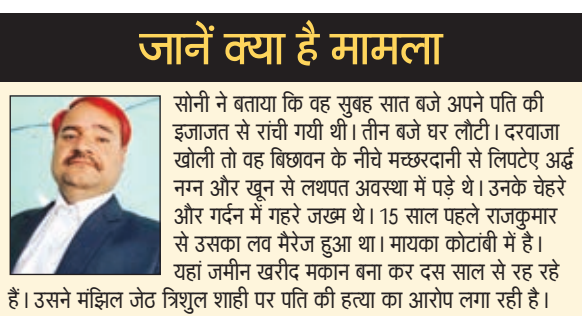 जानें क्या है मामला
सोनी ने बताया कि वह सुबह सात बजे अपने पति की
इजाजत से रांची गयी थी। तीन बजे घर लौटी। दरवाजा
खोली तो वह बिछावन के नीचे मच्छरदानी से लिपटेए अर्द्ध
नग्न और खून से लथपत अवस्था में पड़े थे। उनके चेहरे
और गर्दन में गहरे जख्म थे। 15 साल पहले राजकुमार
से उसका लव मैरेज हुआ था। मायका कोटांबी में है।
यहां जमीन खरीद मकान बना कर दस साल से रह रहे
हैं। उसने मंझिल जेठ त्रिशुल शाही पर पति की हत्या का आरोप लगा रही है।